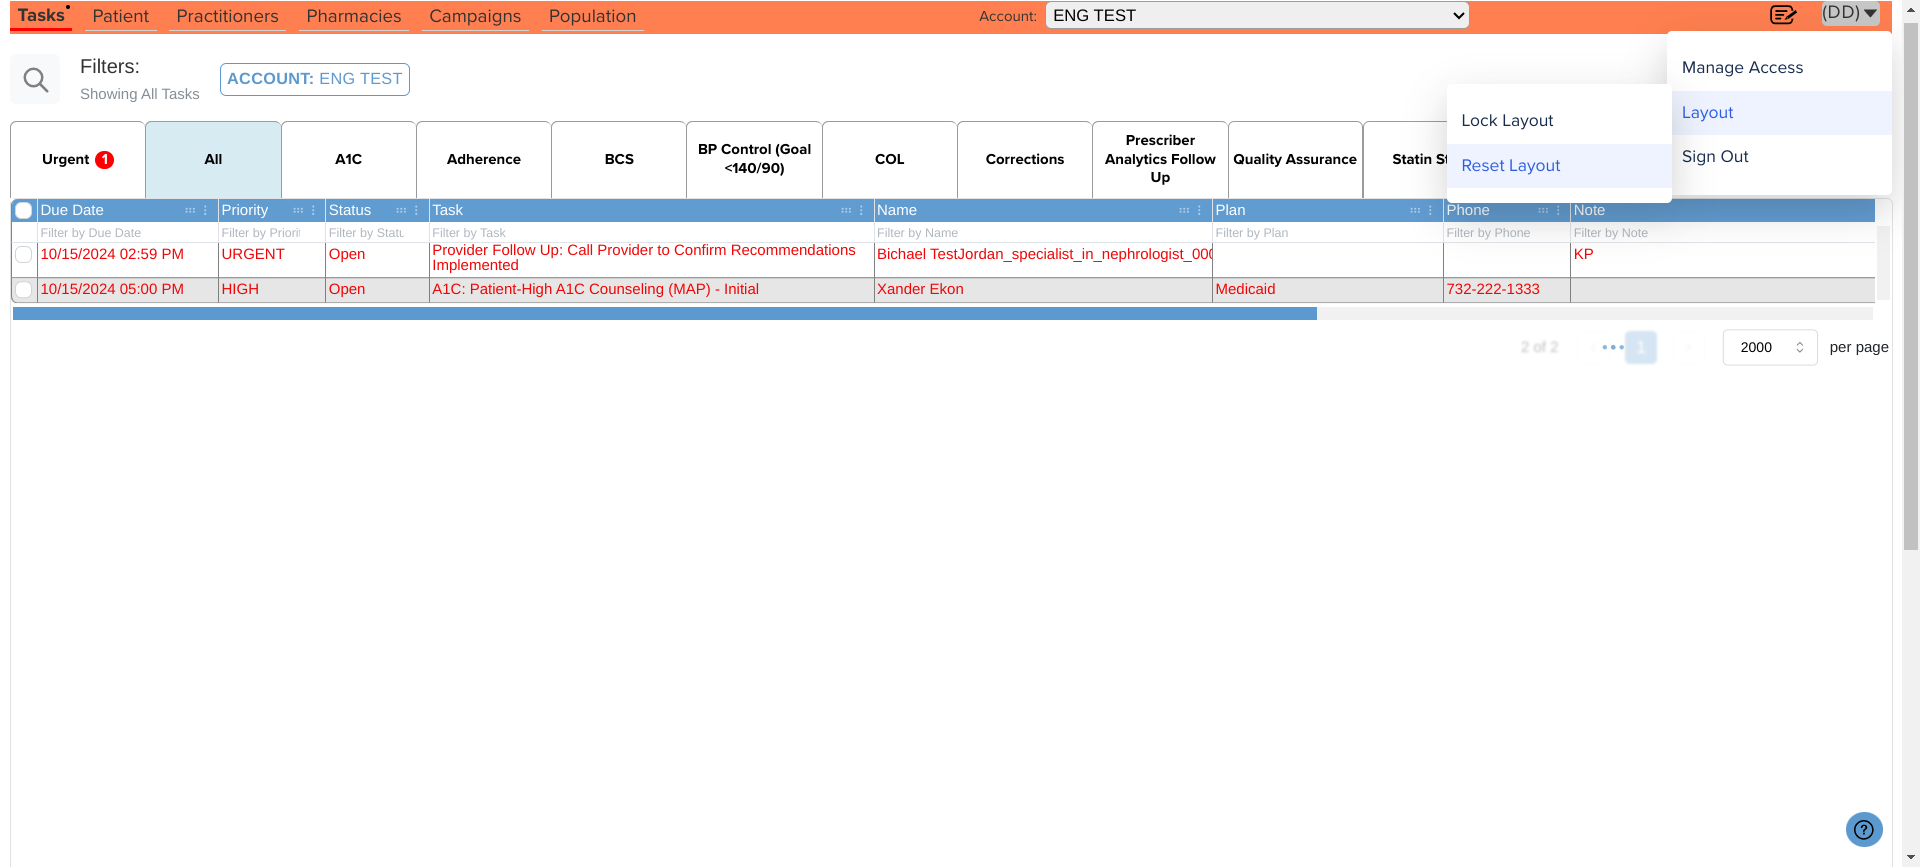 Tasks Patient Practitioners Pharmacies Campaigns Population Account: ENG TEST (DD)
Filters:
Showing All Tasks
ACCOUNT: ENG TEST
Manage Access
Layout
Sign Out
Lock Layout
Reset Layout
Urgent 1
All
A1C
Adherence
BCS
BP Control (Goal
<140/90)
COL
Corrections
Prescriber
Analytics Follow
Up
Quality Assurance
Statin
Due Date Priority Status Task Name Plan Phone Note
Filter by Due Date Filter by Priori Filter by Statu Filter by Task Filter by Name Filter by Plan Filter by Phone Filter by Note
10/15/2024 02:59 PM URGENT Open Provider Follow Up: Call Provider to Confirm Recommendations
Implemented
Bichael TestJordan_specialist_in_nephrologist_000 KP
10/15/2024 05:00 PM HIGH Open A1C: Patient-High A1C Counseling (MAP) - Initial Xander Ekon Medicaid 732-222-1333
2 of 2 1 2000 per page
?